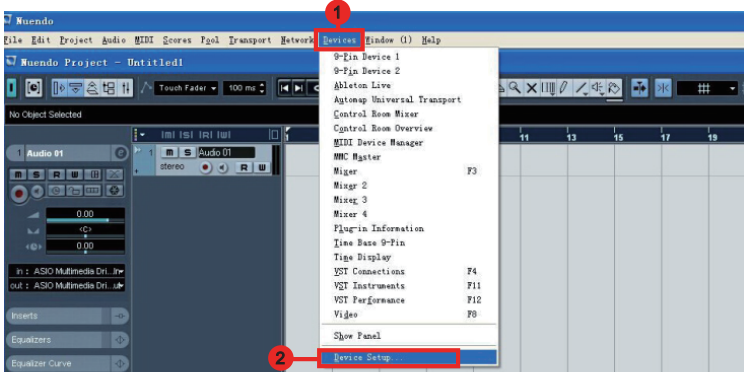 1
Nuendo
File Edit Project Audio MIDI Scores Pool Transport Network Devices Window (1) Help
Nuendo Project - Untitled1
Touch Fader 100 ms
No Object Selected
1 Audio 01 e
M S R W
0.00
<C>
0.00
in : ASIO Multimedia Dri..In
out : ASIO Multimedia Dri..ut
Inserts
Equalizers
Equalizer Curve
1 M S Audio 01
stereo R W
9-Pin Device 1
9-Pin Device 2
Ableton Live
Automap Universal Transport
Control Room Mixer
Control Room Overview
MIDI Device Manager
MMC Master
Mixer F3
Mixer 2
Mixer 3
Mixer 4
Plug-in Information
Time Base 9-Pin
Time Display
VST Connections F4
VST Instruments F11
VST Performance F12
Video F8
Show Panel
2
Device Setup...
11 13 15 17 19